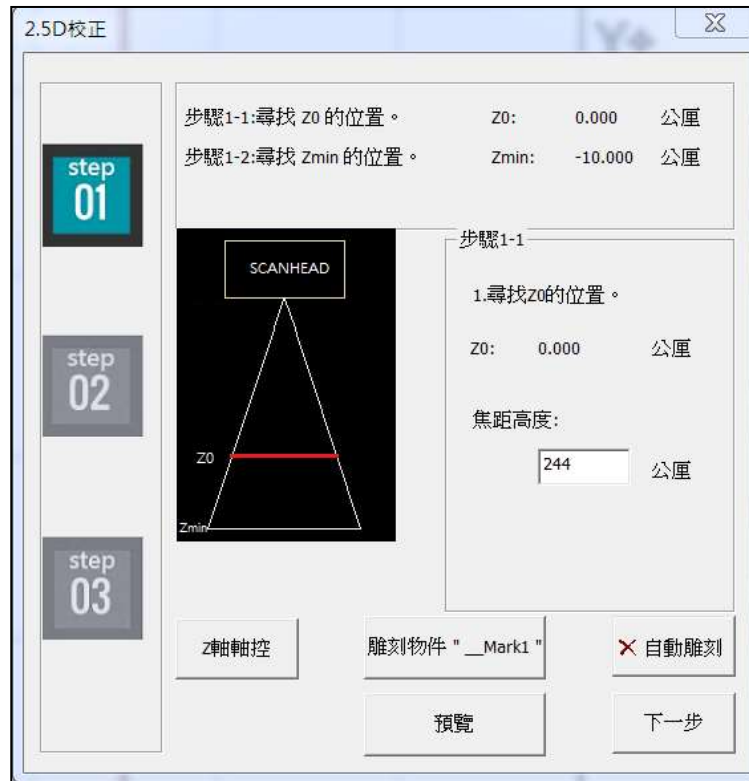 2.5D校正
Y+
step
01
step
02
step
03
步驟1-1:尋找 Z0 的位置。 Z0: 0.000 公厘
步驟1-2:尋找 Zmin 的位置。 Zmin: -10.000 公厘
SCANHEAD
Z0
Zmin
步驟1-1
1.尋找Z0的位置。
Z0: 0.000 公厘
焦距高度:
244 公厘
Z軸軸控
雕刻物件 " __Mark1 "
自動雕刻
預覽
下一步